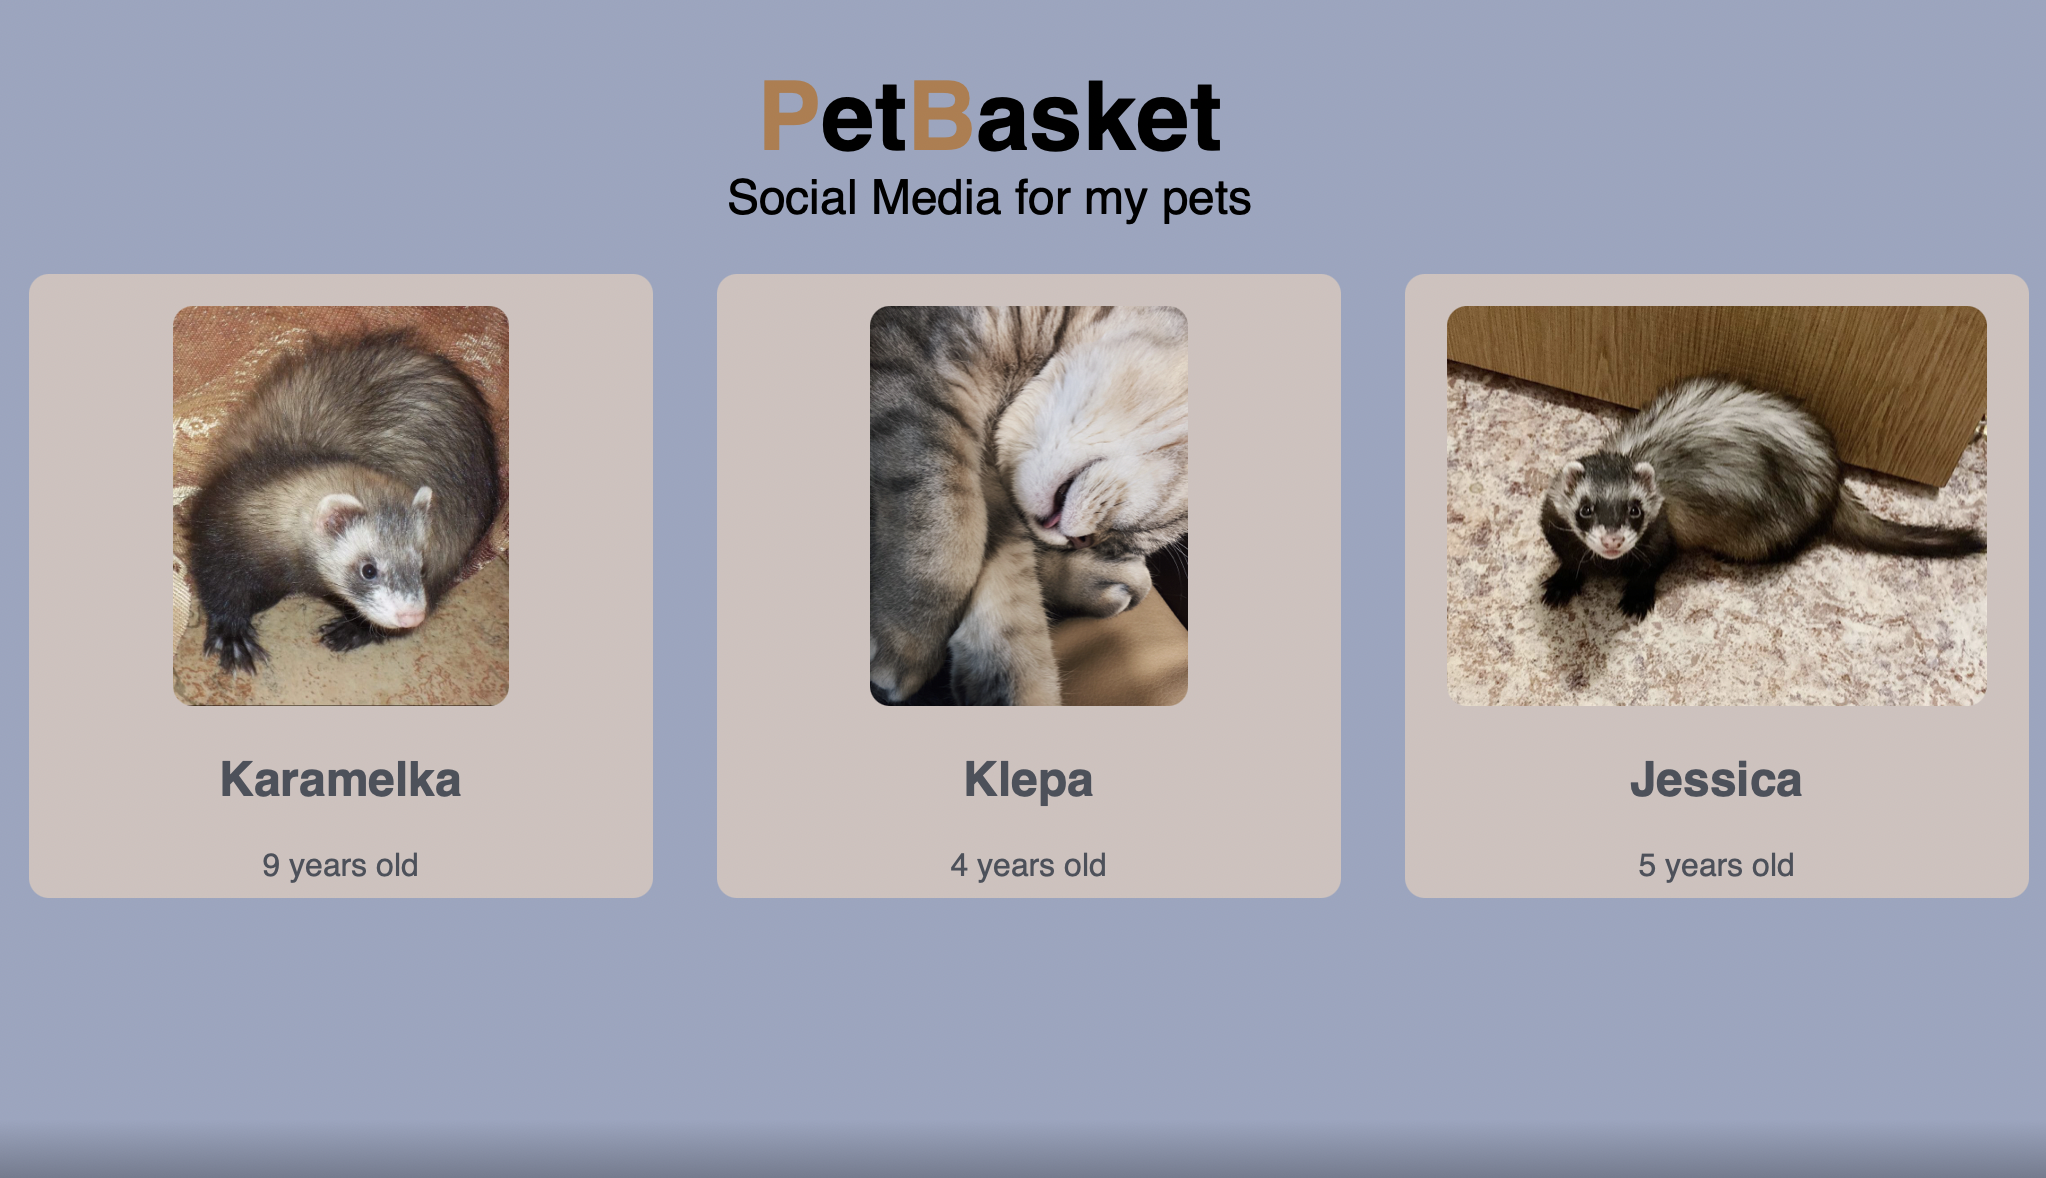 PetBasket
Social Media for my pets
Karamelka
Klepa
Jessica
9 years old
4 years old
5 years old